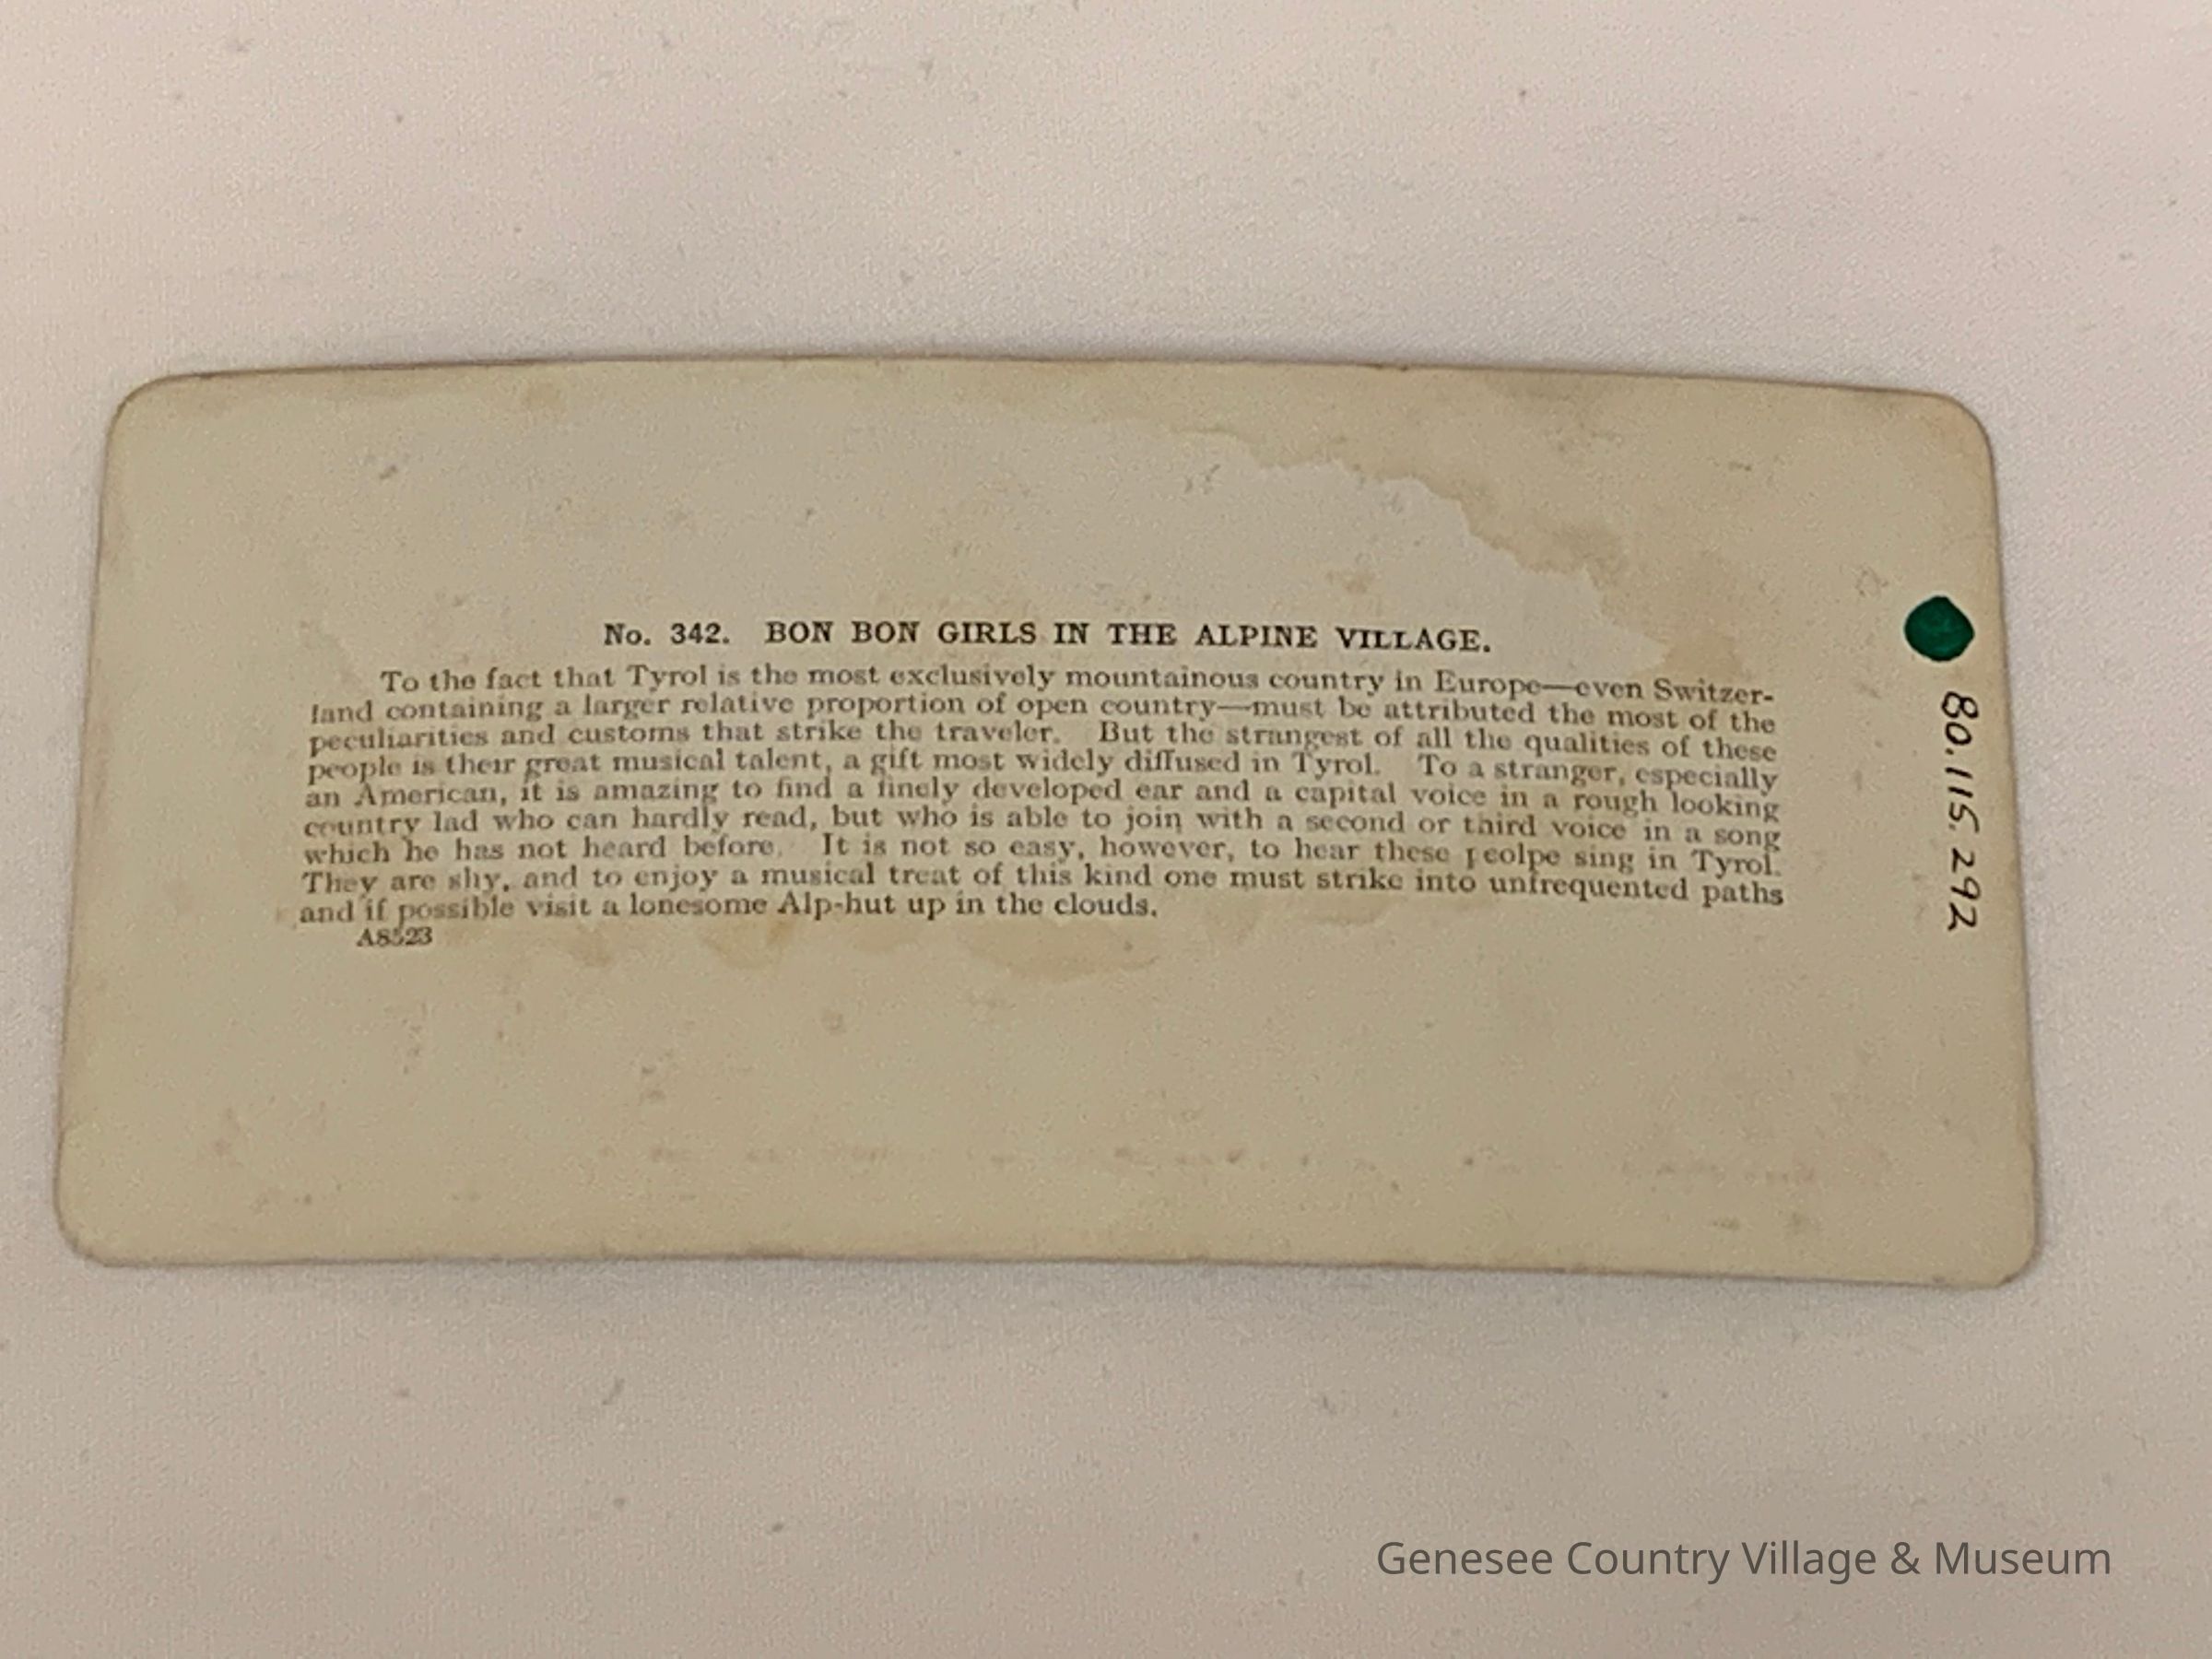 No. 342. BON BON GIRLS IN THE ALPINE VILLAGE.
To the fact that Tyrol is the most exclusively mountainous country in Europe—even Switzer-
land containing a larger relative proportion of open country—must be attributed the most of the
peculiarities and customs that strike the traveler. But the strangest of all the qualities of these
people is their great musical talent, a gift most widely diffused in Tyrol. To a stranger, especially
an American, it is amazing to find a finely developed ear and a capital voice in a rough looking
country lad who can hardly read, but who is able to join with a second or third voice in a song
which he has not heard before. It is not so easy, however, to hear these peolpe sing in Tyrol.
They are shy, and to enjoy a musical treat of this kind one must strike into unfrequented paths
and if possible visit a lonesome Alp-hut up in the clouds.
A8523
80.115.292
Genesee Country Village & Museum